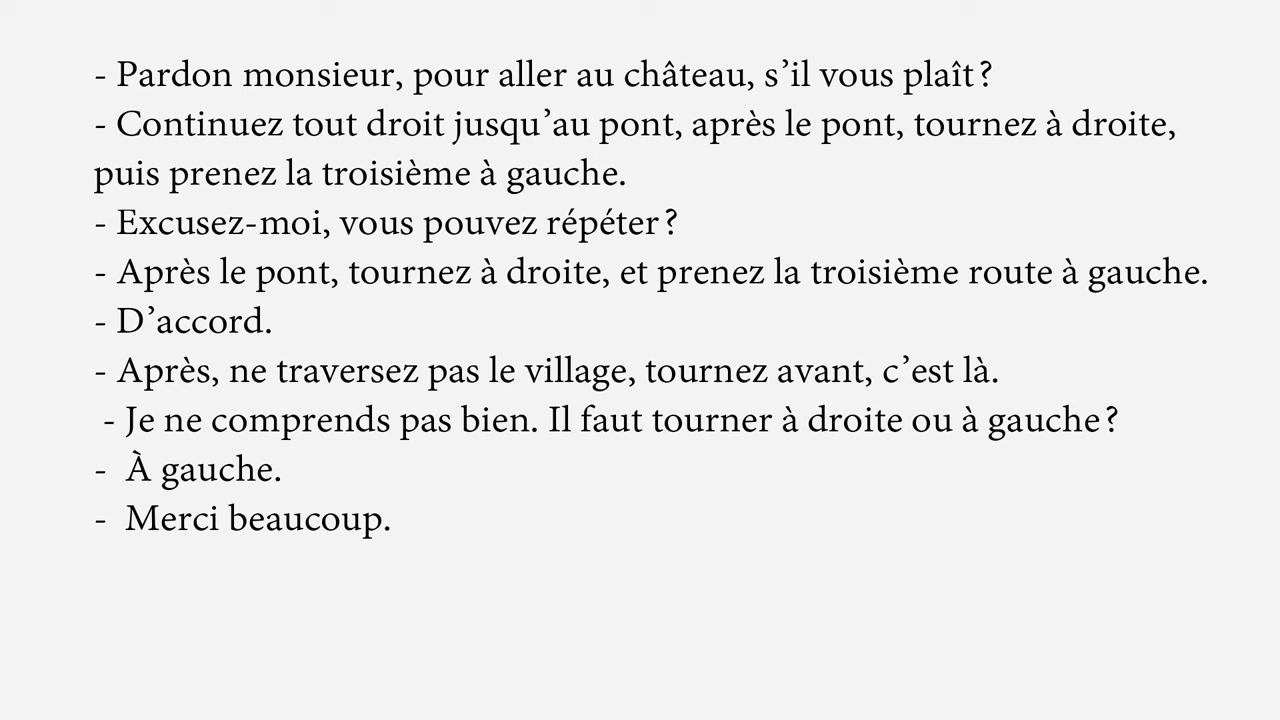 - Pardon monsieur, pour aller au château, s’il vous plaît ?
- Continuez tout droit jusqu’au pont, après le pont, tournez à droite,
puis prenez la troisième à gauche.
- Excusez-moi, vous pouvez répéter ?
- Après le pont, tournez à droite, et prenez la troisième route à gauche.
- D’accord.
- Après, ne traversez pas le village, tournez avant, c’est là.
- Je ne comprends pas bien. Il faut tourner à droite ou à gauche ?
- À gauche.
- Merci beaucoup.